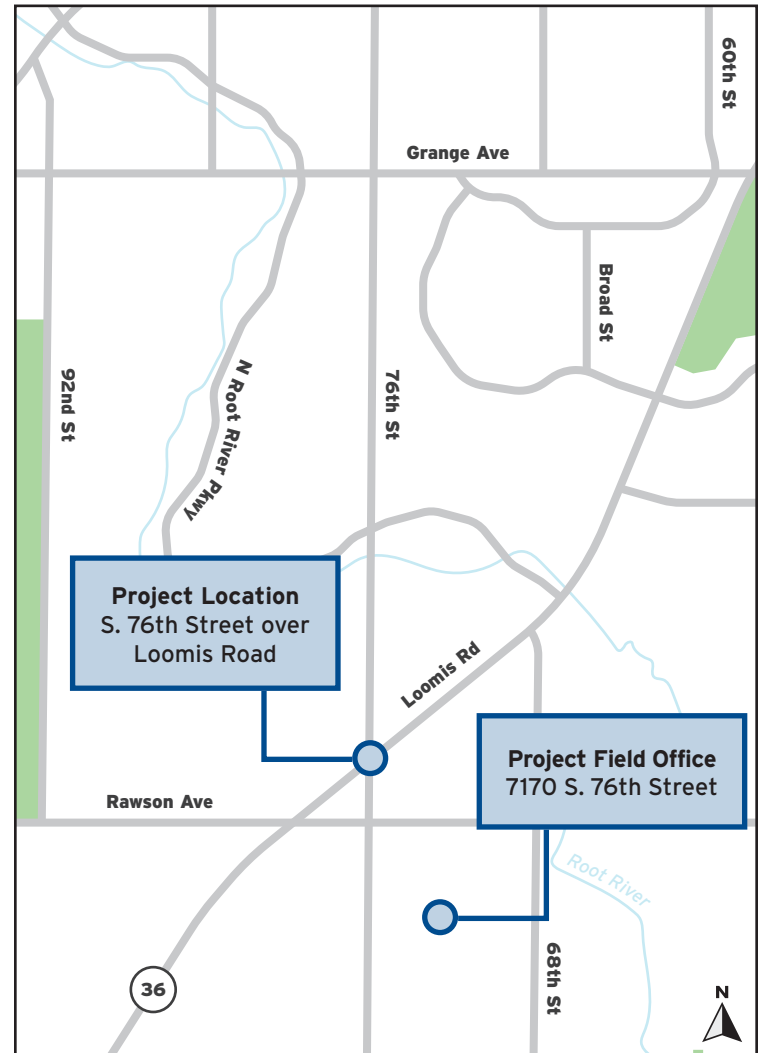 60th St
Grange Ave
Broad St
92nd St
N Root River Pkwy
76th St
Project Location
S. 76th Street over
Loomis Road
Loomis Rd
Project Field Office
7170 S. 76th Street
Rawson Ave
Root River
68th St
36
N